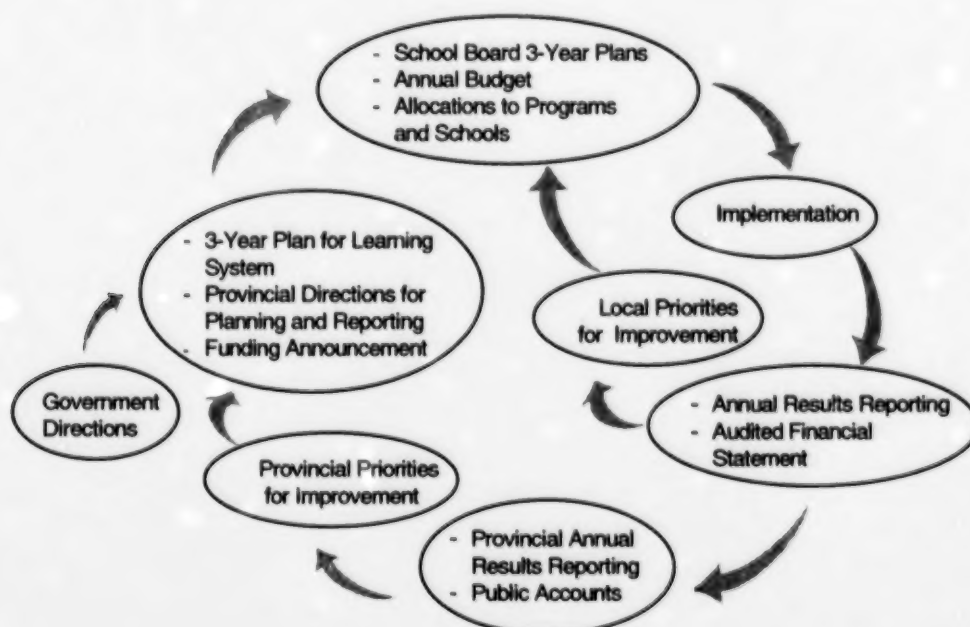 - School Board 3-Year Plans
- Annual Budget
- Allocations to Programs
and Schools
Implementation
- 3-Year Plan for Learning
System
- Provincial Directions for
Planning and Reporting
- Funding Announcement
Local Priorities
for Improvement
Government
Directions
- Annual Results Reporting
- Audited Financial
Statement
Provincial Priorities
for Improvement
- Provincial Annual
Results Reporting
- Public Accounts